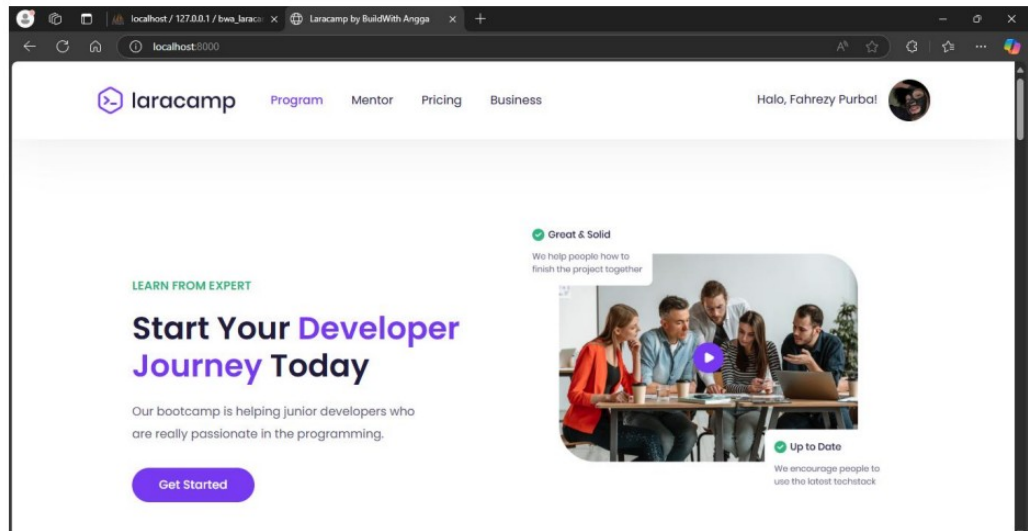 localhost / 127.0.0.1 / bwa_laraca
Laracamp by BuildWith Angga
localhost:8000
laracamp
Program
Mentor
Pricing
Business
Halo, Fahrezy Purba!
Great & Solid
We help people how to
finish the project together
LEARN FROM EXPERT
Start Your Developer
Journey Today
Our bootcamp is helping junior developers who
are really passionate in the programming.
Get Started
Up to Date
We encourage people to
use the latest techstack